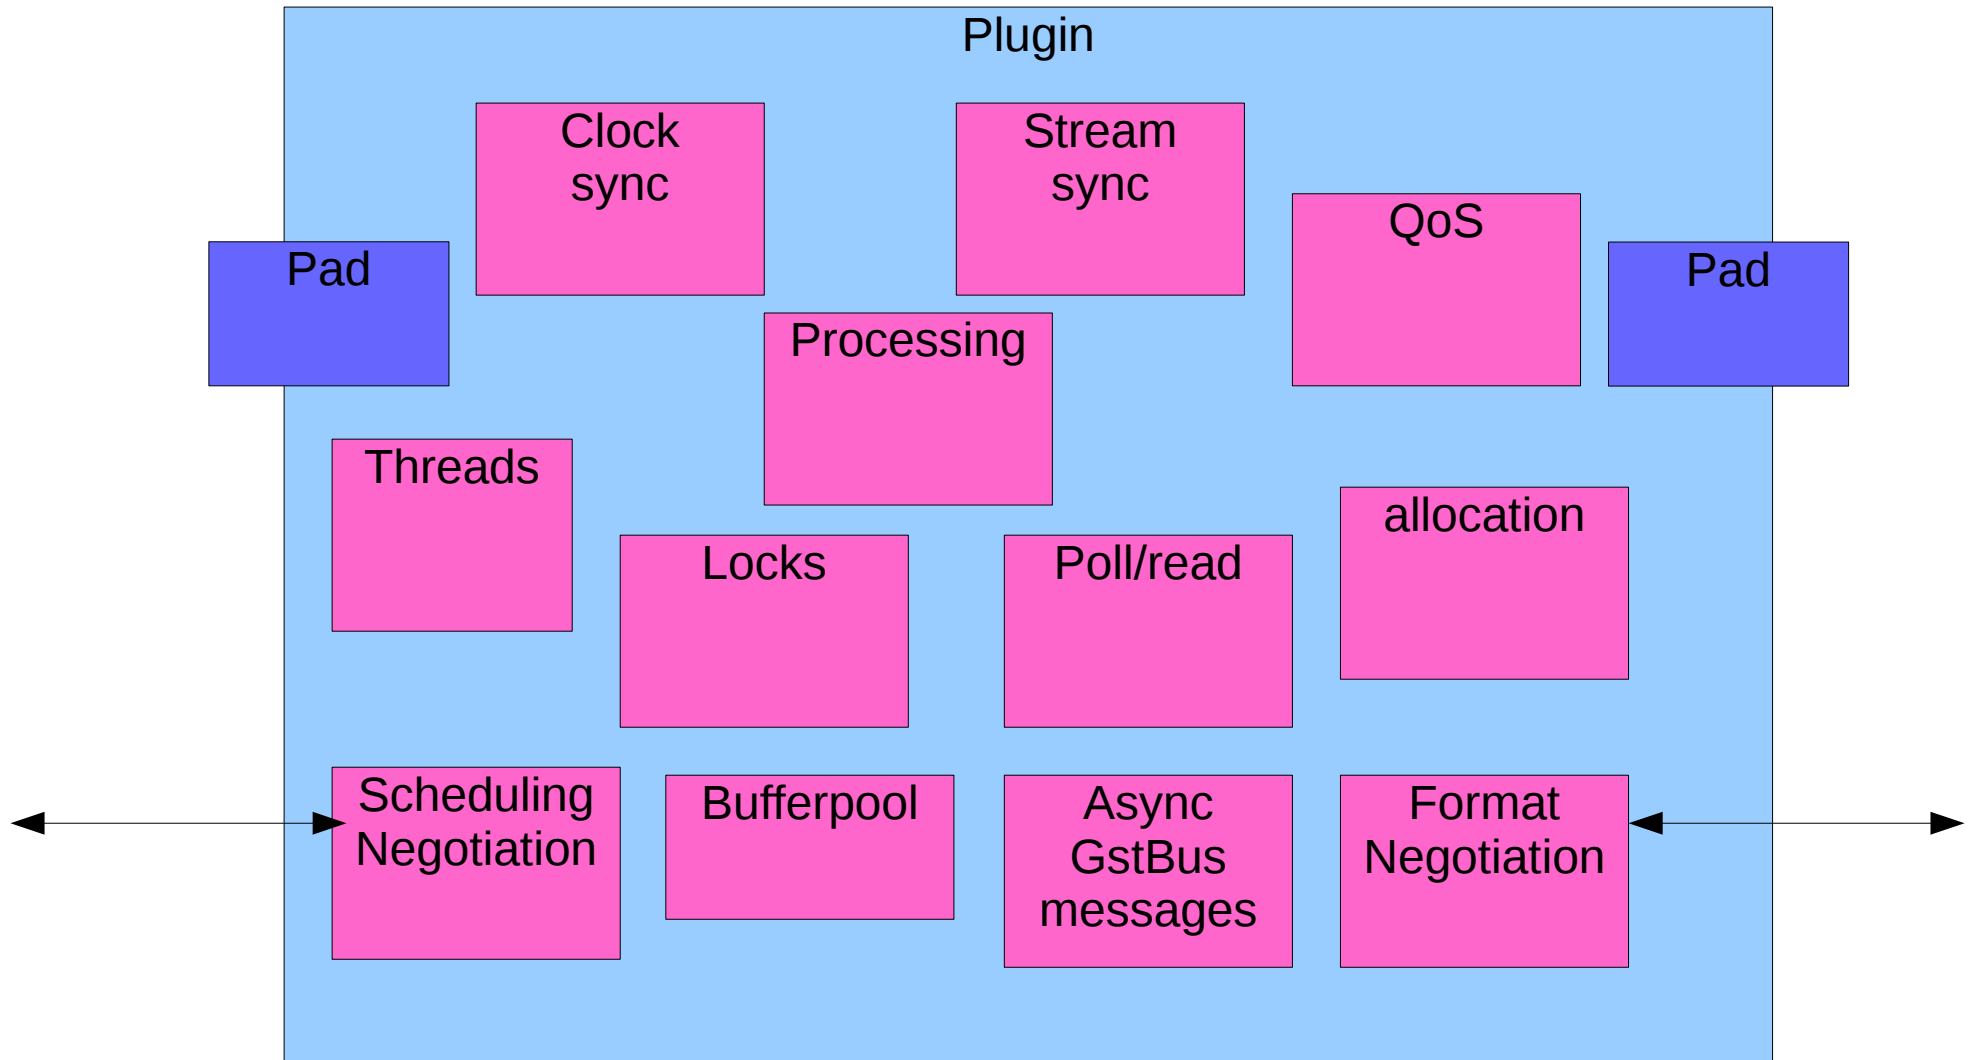 Plugin
Clock
sync
Stream
sync
QoS
Pad
Pad
Processing
Threads
allocation
Locks
Poll/read
Scheduling
Negotiation
Bufferpool
Async
GstBus
messages
Format
Negotiation